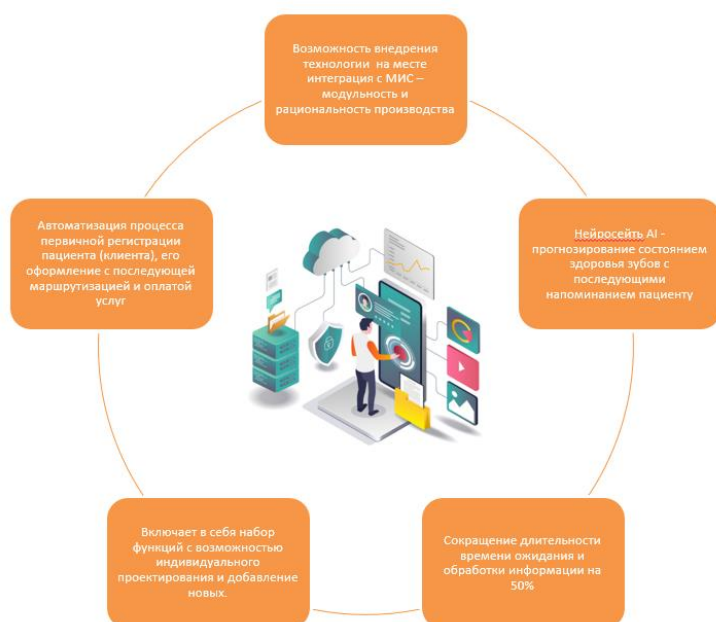 Возможность внедрения
технологии  на месте
интеграция с МИС –
модульность и
рациональность производства
Нейросейть AI -
прогнозирование состоянием
здоровья зубов с
последующими
напоминанием пациенту
Сокращение длительности
времени ожидания и
обработки информации на
50%
Включает в себя набор
функций с возможностью
индивидуального
проектирования и добавление
новых.
Автоматизация процесса
первичной регистрации
пациента (клиента), его
оформление с последующей
маршрутизацией и оплатой
услуг